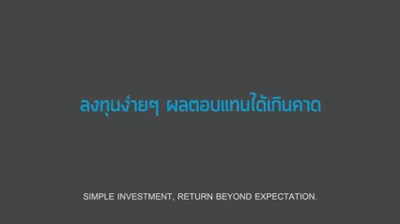 ลงทุนง่ายๆ ผลตอบแทนได้เกินคาด
SIMPLE INVESTMENT, RETURN BEYOND EXPECTATION.